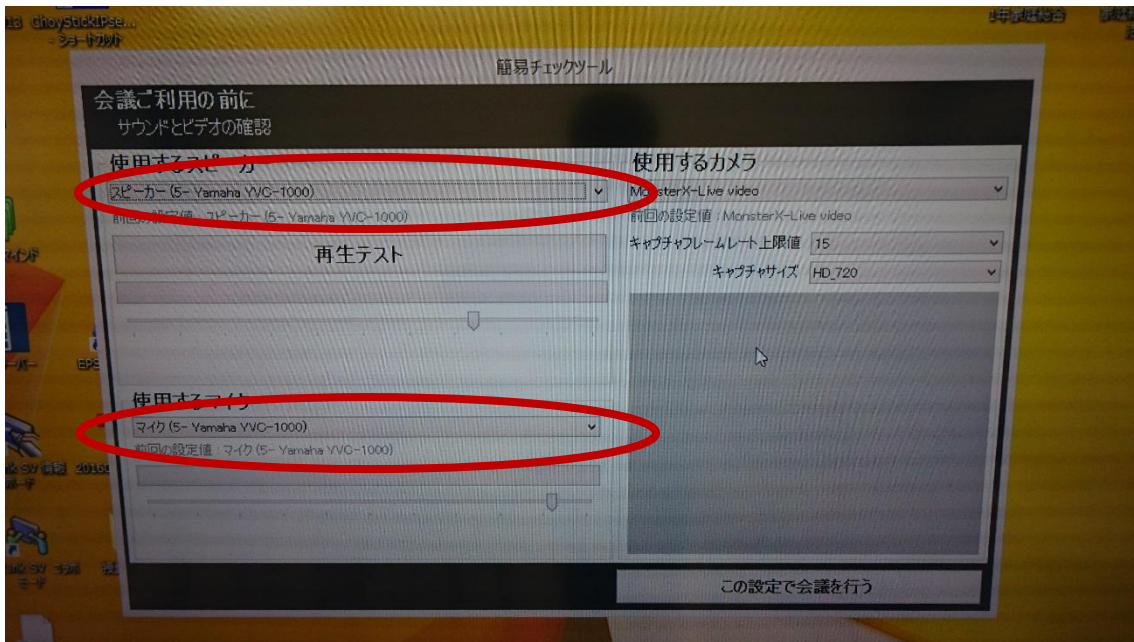 - ショートカット
簡易チェックツール
会議ご利用の前に
サウンドとビデオの確認
使用するスピーカ
スピーカー (5- Yamaha YVC-1000)
前回の設定値 : スピーカー (5- Yamaha YVC-1000)
再生テスト
使用するマイク
マイク (5- Yamaha YVC-1000)
前回の設定値 : マイク (5- Yamaha YVC-1000)
使用するカメラ
MonsterX-Live video
前回の設定値 : MonsterX-Live video
キャプチャフレームレート上限値 15
キャプチャサイズ HD_720
この設定で会議を行う